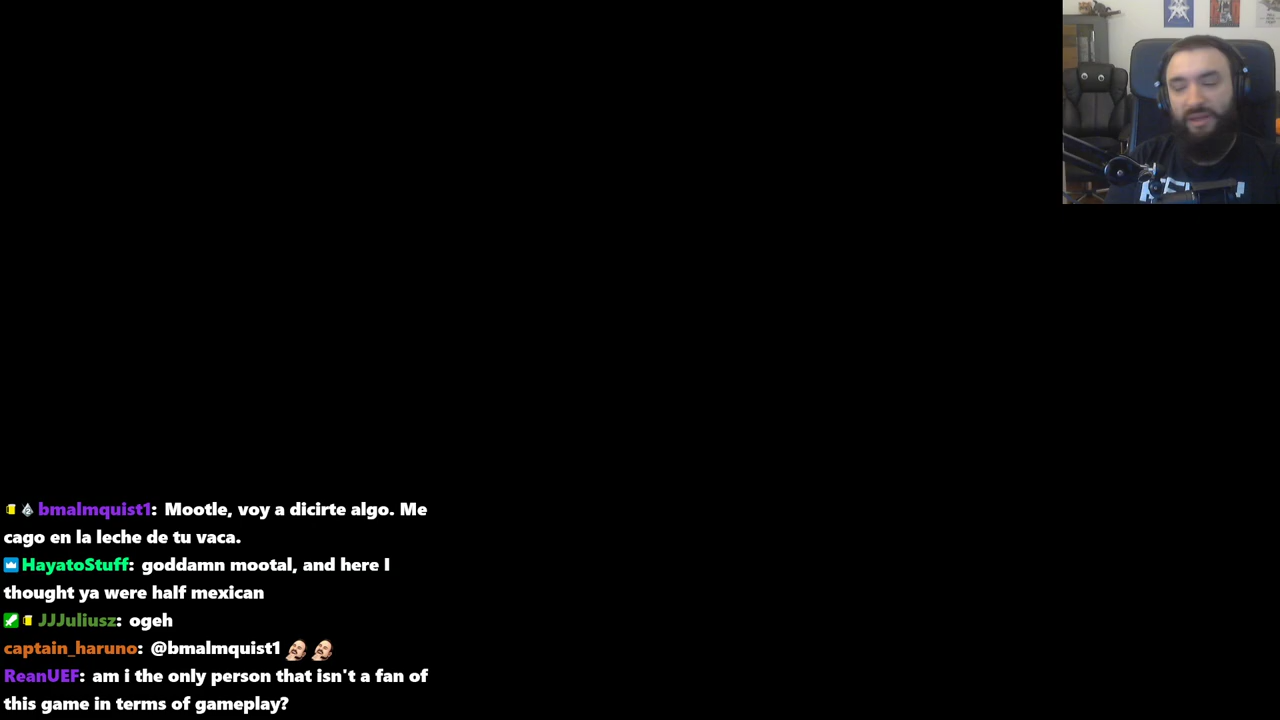 bmalmquist1: Mootle, voy a dicirte algo. Me
cago en la leche de tu vaca.
HayatoStuff: goddamn mootal, and here I
thought ya were half mexican
JJJuliusz: ogeh
captain_haruno: @bmalmquist1
ReanUEF: am i the only person that isn't a fan of
this game in terms of gameplay?